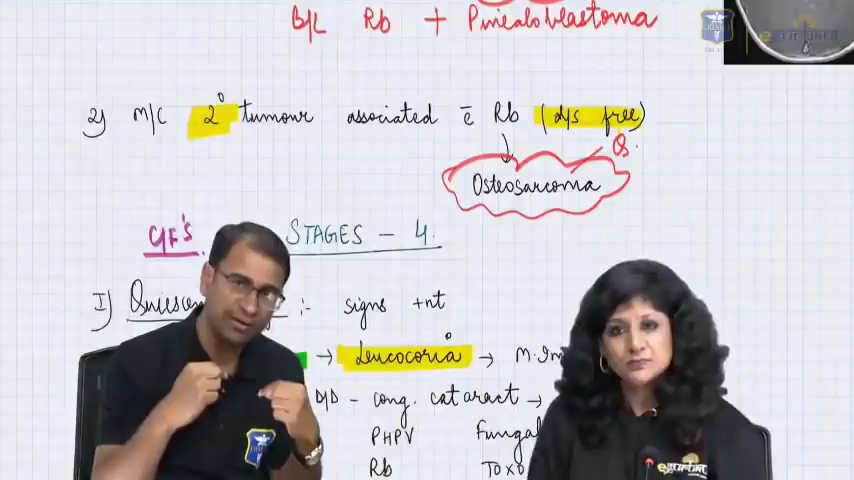 B/L Rb + Pinealoblastoma
2) M/C 2° tumour associated c̄ Rb (d/s free)
Q.
Osteosarcoma
C/F's STAGES - 4.
I) Quiescen :- signs +nt
→ Leucocoria →
D/D - cong. cataract →
PHPV Fungal
Rb Toxo